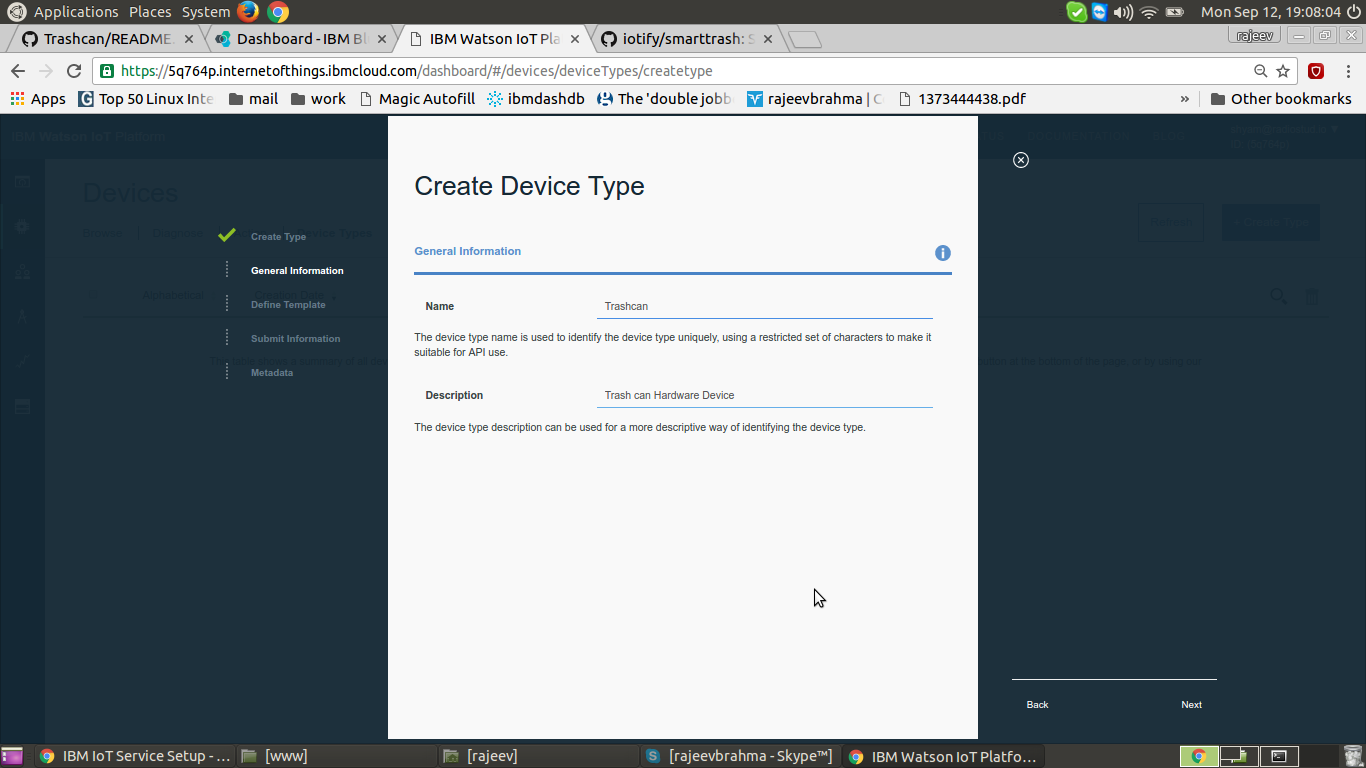 Applications Places System
Mon Sep 12, 19:08:04
Trashcan/README.
Dashboard - IBM Bl
IBM Watson IoT Pla
iotify/smarttrash: S
rajeev
https://5q764p.internetofthings.ibmcloud.com/dashboard/#/devices/deviceTypes/createtype
Apps
Top 50 Linux Inte
mail
work
Magic Autofill
ibmdashdb
The 'double jobb
rajeevbrahma | C
1373444438.pdf
»
Other bookmarks
IBM Watson IoT Platform
Devices
Browse
Device Types
Create Type
General Information
Define Template
Submit Information
Metadata
Create Device Type
General Information
Name
Trashcan
The device type name is used to identify the device type uniquely, using a restricted set of characters to make it
suitable for API use.
Description
Trash can Hardware Device
The device type description can be used for a more descriptive way of identifying the device type.
Back
Next
IBM IoT Service Setup - ...
[www]
[rajeev]
[rajeevbrahma - Skype™]
IBM Watson IoT Platfo...